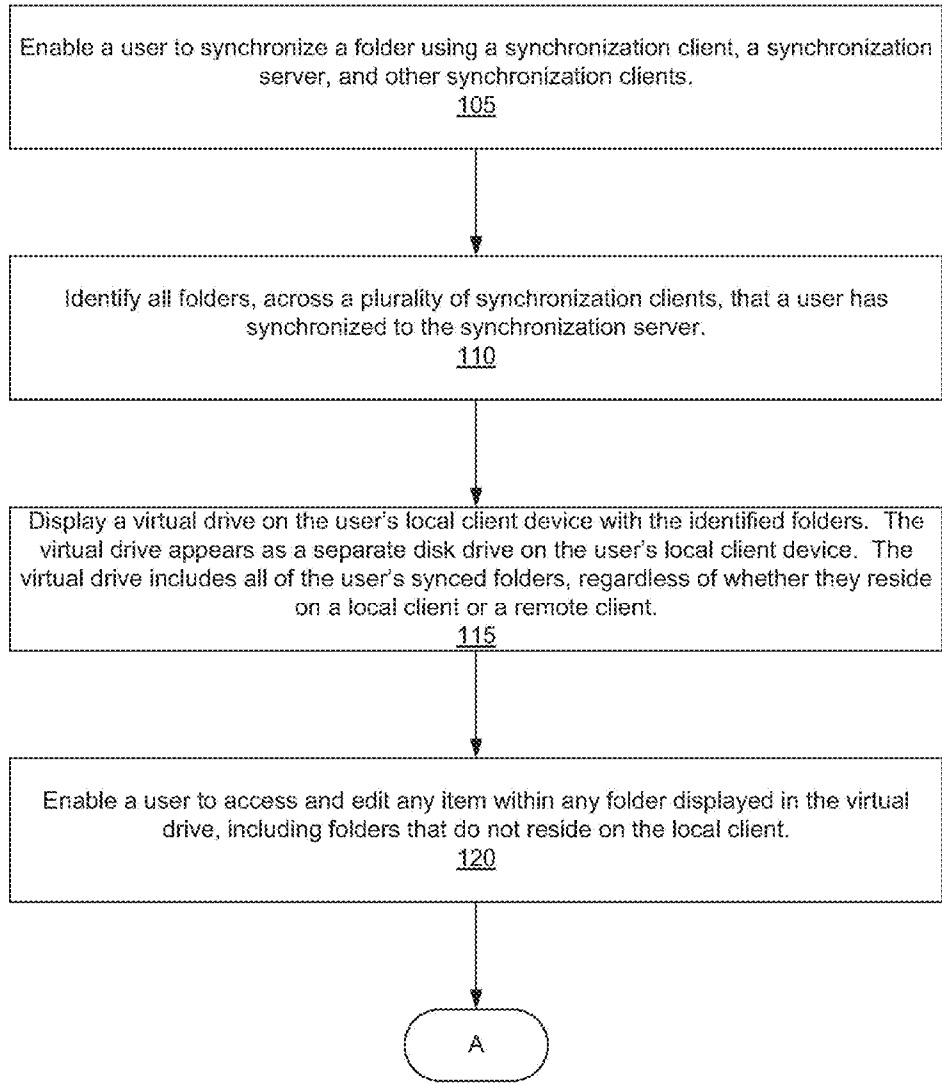 Enable a user to synchronize a folder using a synchronization client, a synchronization
server, and other synchronization clients.
105
Identify all folders, across a plurality of synchronization clients, that a user has
synchronized to the synchronization server.
110
Display a virtual drive on the user's local client device with the identified folders. The
virtual drive appears as a separate disk drive on the user's local client device. The
virtual drive includes all of the user's synced folders, regardless of whether they reside
on a local client or a remote client.
115
Enable a user to access and edit any item within any folder displayed in the virtual
drive, including folders that do not reside on the local client.
120
A